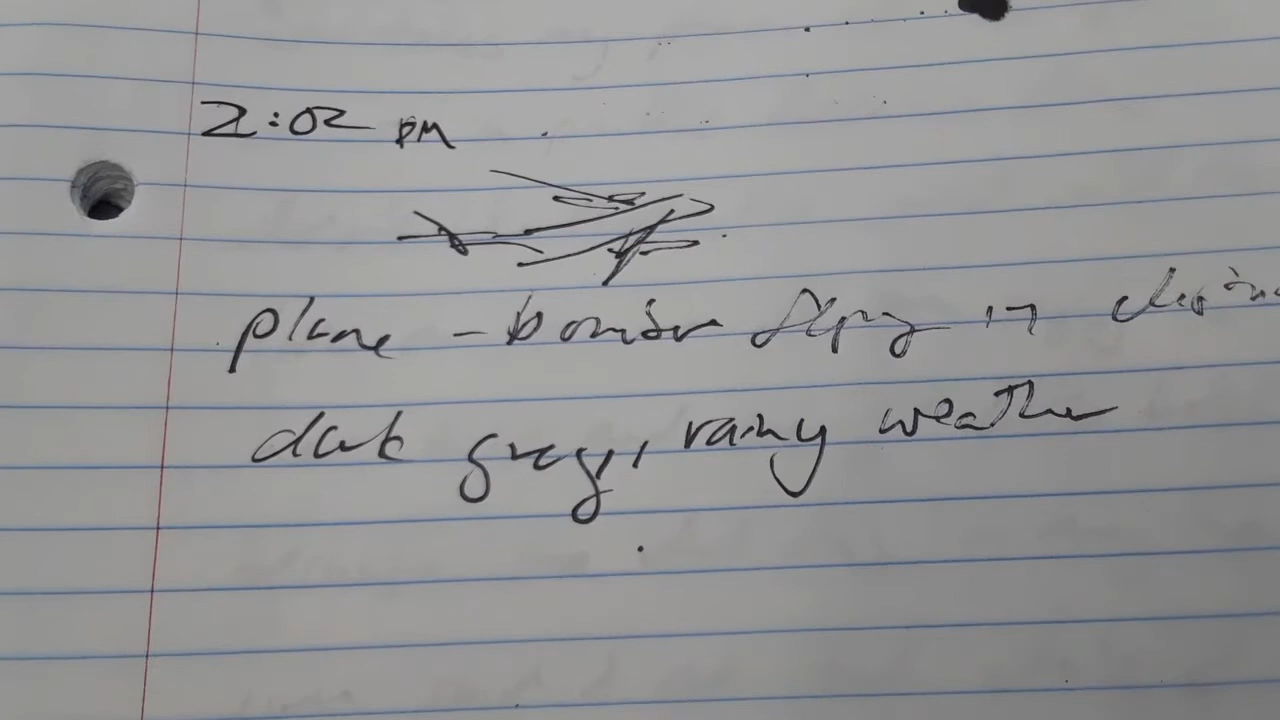 2:02 PM
plane - bomber flying in
dark grey, rainy weather